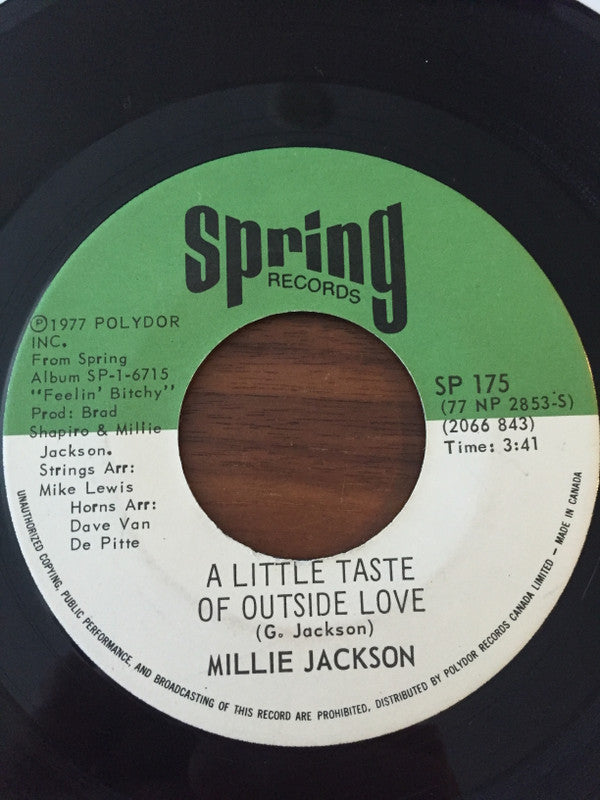 Spring
RECORDS
Ⓟ1977 POLYDOR
INC.
From Spring
Album SP-1-6715
"Feelin' Bitchy"
Prod: Brad
Shapiro & Millie
Jackson.
Strings Arr:
Mike Lewis
Horns Arr:
Dave Van
De Pitte
SP 175
(77 NP 2853-S)
(2066 843)
Time: 3:41
A LITTLE TASTE
OF OUTSIDE LOVE
(G. Jackson)
MILLIE JACKSON
UNAUTHORIZED COPYING, PUBLIC PERFORMANCE, AND BROADCASTING OF THIS RECORD ARE PROHIBITED, DISTRIBUTED BY POLYDOR RECORDS CANADA LIMITED — MADE IN CANADA